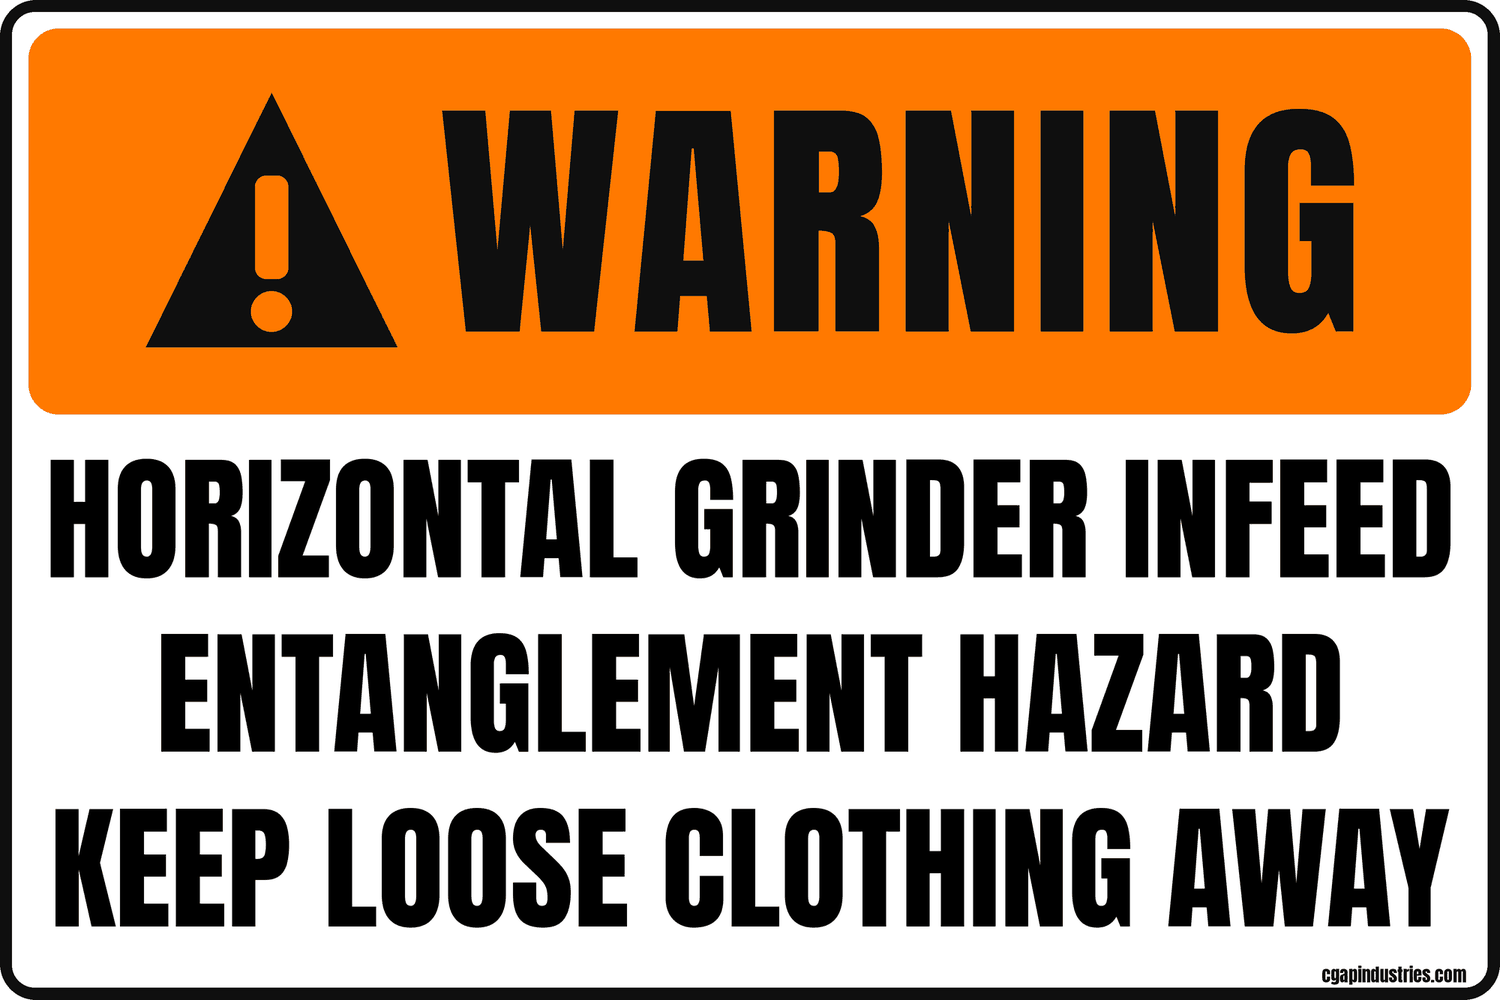 WARNING
HORIZONTAL GRINDER INFEED
ENTANGLEMENT HAZARD
KEEP LOOSE CLOTHING AWAY
cgapindustries.com